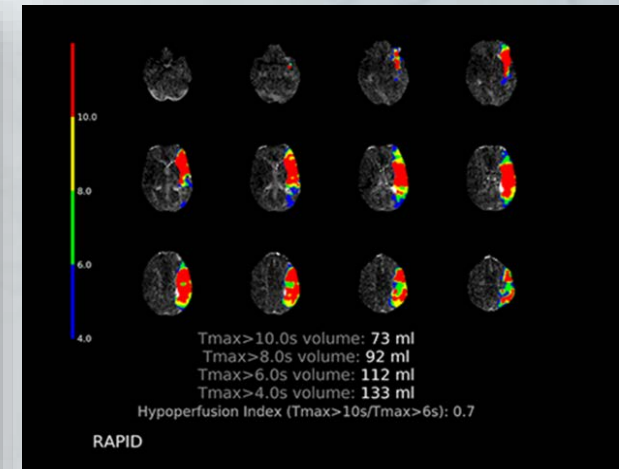 10.0
8.0
6.0
4.0
Tmax>10.0s volume: 73 ml
Tmax>8.0s volume: 92 ml
Tmax>6.0s volume: 112 ml
Tmax>4.0s volume: 133 ml
Hypoperfusion Index (Tmax>10s/Tmax>6s): 0.7
RAPID